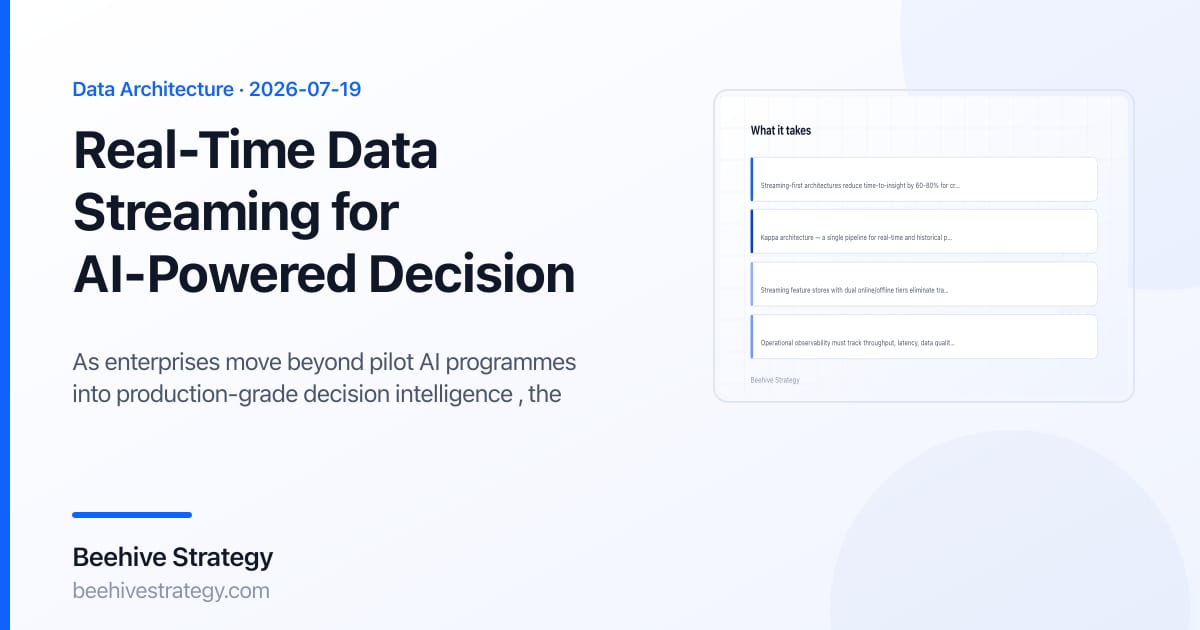 Data Architecture · 2026-07-19
Real-Time Data
Streaming for
AI-Powered Decision
As enterprises move beyond pilot AI programmes
into production-grade decision intelligence , the
Beehive Strategy
beehivestrategy.com
What it takes
Streaming-first architectures reduce time-to-insight by 60-80% for cr...
Kappa architecture — a single pipeline for real-time and historical p...
Streaming feature stores with dual online/offline tiers eliminate tra...
Operational observability must track throughput, latency, data qualit...
Beehive Strategy